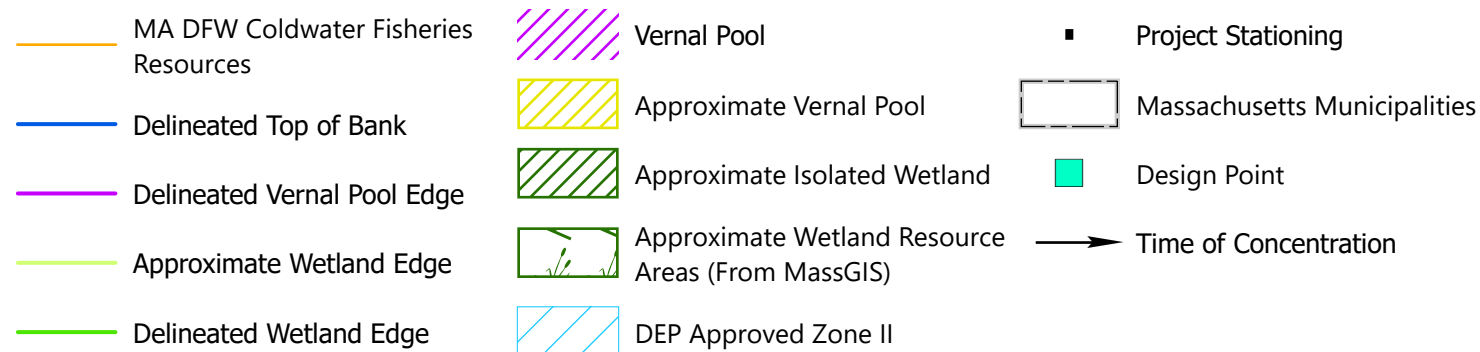 MA DFW Coldwater Fisheries
Resources
Delineated Top of Bank
Delineated Vernal Pool Edge
Approximate Wetland Edge
Delineated Wetland Edge
Vernal Pool
Approximate Vernal Pool
Approximate Isolated Wetland
Approximate Wetland Resource
Areas (From MassGIS)
DEP Approved Zone II
Project Stationing
Massachusetts Municipalities
Design Point
Time of Concentration